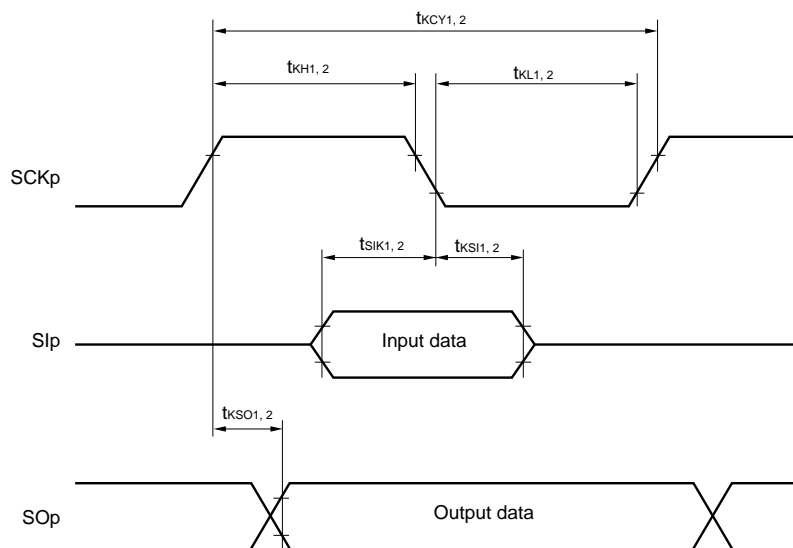 tKCY1, 2
tKH1, 2
tKL1, 2
SCKp
tSIK1, 2
tKSI1, 2
SIp
Input data
tKSO1, 2
SOp
Output data